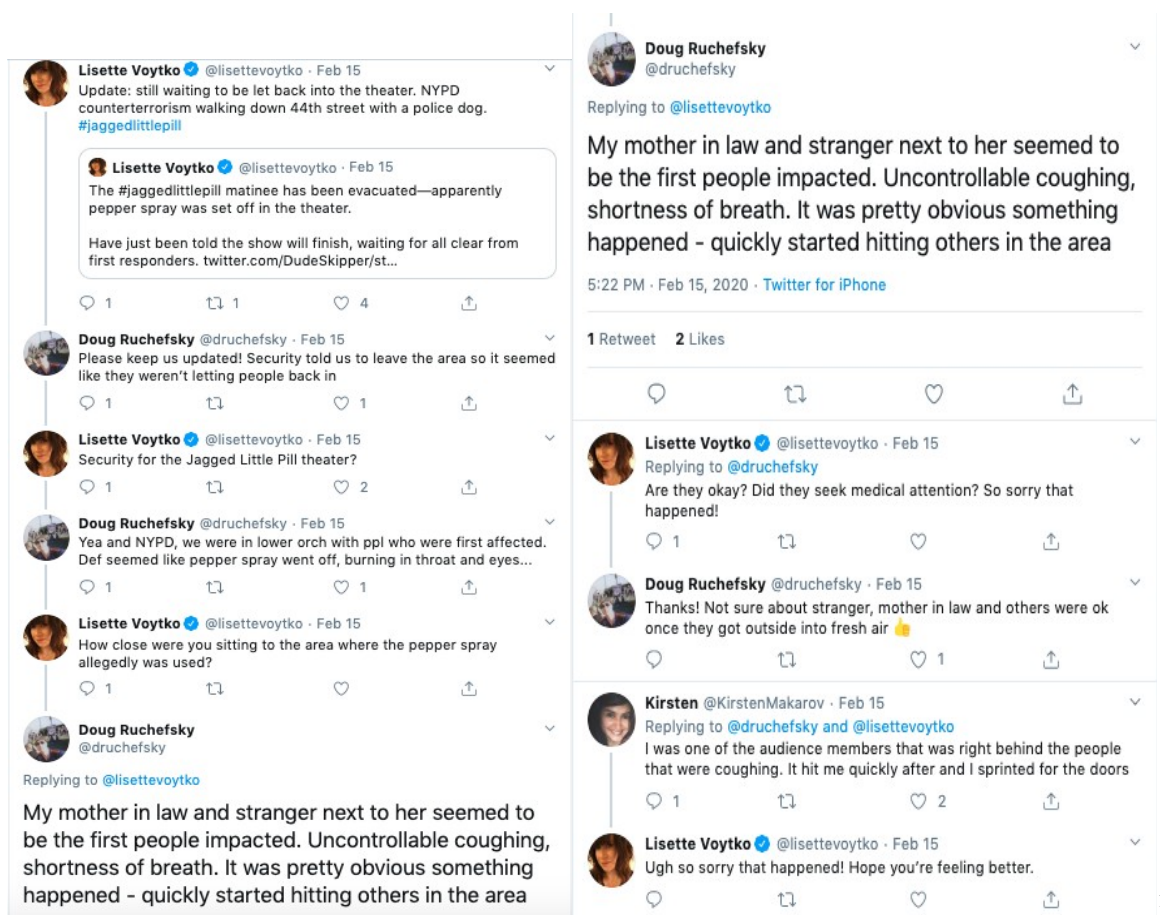 Lisette Voytko @lisettevoytko · Feb 15
Update: still waiting to be let back into the theater. NYPD
counterterrorism walking down 44th street with a police dog.
#jaggedlittlepill
Lisette Voytko @lisettevoytko · Feb 15
The #jaggedlittlepill matinee has been evacuated—apparently
pepper spray was set off in the theater.
Have just been told the show will finish, waiting for all clear from
first responders. twitter.com/DudeSkipper/st...
1 1 4
Doug Ruchefsky @druchefsky · Feb 15
Please keep us updated! Security told us to leave the area so it seemed
like they weren't letting people back in
1 1
Lisette Voytko @lisettevoytko · Feb 15
Security for the Jagged Little Pill theater?
1 2
Doug Ruchefsky @druchefsky · Feb 15
Yea and NYPD, we were in lower orch with ppl who were first affected.
Def seemed like pepper spray went off, burning in throat and eyes...
1 1
Lisette Voytko @lisettevoytko · Feb 15
How close were you sitting to the area where the pepper spray
allegedly was used?
1
Doug Ruchefsky
@druchefsky
Replying to @lisettevoytko
My mother in law and stranger next to her seemed to
be the first people impacted. Uncontrollable coughing,
shortness of breath. It was pretty obvious something
happened - quickly started hitting others in the area
Doug Ruchefsky
@druchefsky
Replying to @lisettevoytko
My mother in law and stranger next to her seemed to
be the first people impacted. Uncontrollable coughing,
shortness of breath. It was pretty obvious something
happened - quickly started hitting others in the area
5:22 PM · Feb 15, 2020 · Twitter for iPhone
1 Retweet 2 Likes
Lisette Voytko @lisettevoytko · Feb 15
Replying to @druchefsky
Are they okay? Did they seek medical attention? So sorry that
happened!
1
Doug Ruchefsky @druchefsky · Feb 15
Thanks! Not sure about stranger, mother in law and others were ok
once they got outside into fresh air 👍
1
Kirsten @KirstenMakarov · Feb 15
Replying to @druchefsky and @lisettevoytko
I was one of the audience members that was right behind the people
that were coughing. It hit me quickly after and I sprinted for the doors
1 2
Lisette Voytko @lisettevoytko · Feb 15
Ugh so sorry that happened! Hope you're feeling better.